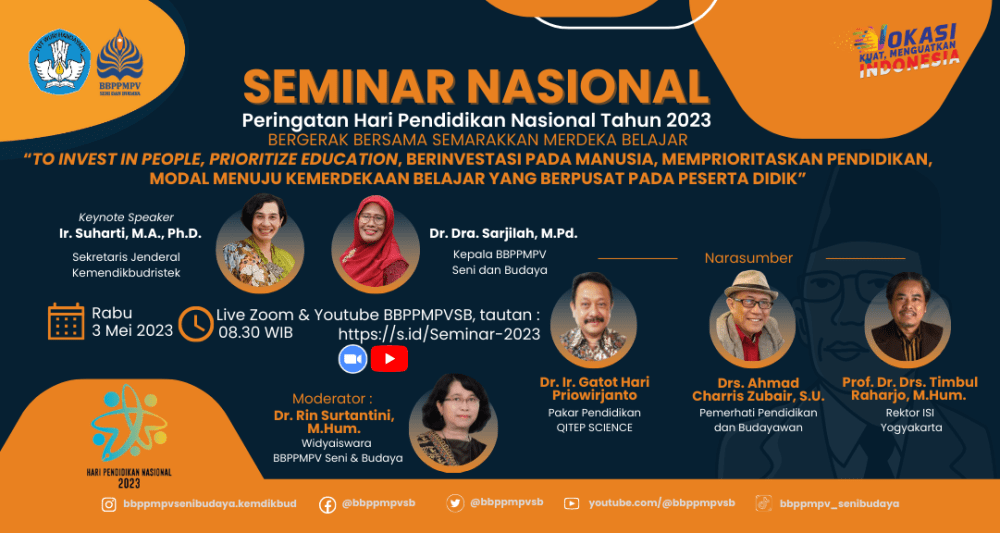 TUT WURI HANDAYANI
BBPPMPV
SENI DAN BUDAYA
VOKASI
KUAT, MENGUATKAN
INDONESIA
SEMINAR NASIONAL
Peringatan Hari Pendidikan Nasional Tahun 2023
BERGERAK BERSAMA SEMARAKKAN MERDEKA BELAJAR
“TO INVEST IN PEOPLE, PRIORITIZE EDUCATION, BERINVESTASI PADA MANUSIA, MEMPRIORITASKAN PENDIDIKAN,
MODAL MENUJU KEMERDEKAAN BELAJAR YANG BERPUSAT PADA PESERTA DIDIK”
Keynote Speaker
Ir. Suharti, M.A., Ph.D.
Sekretaris Jenderal
Kemendikbudristek
Dr. Dra. Sarjilah, M.Pd.
Kepala BBPPMPV
Seni dan Budaya
Narasumber
Rabu
3 Mei 2023
Live Zoom & Youtube BBPPMPVSB, tautan :
08.30 WIB
https://s.id/Seminar-2023
Dr. Ir. Gatot Hari
Priowirjanto
Pakar Pendidikan
QITEP SCIENCE
Drs. Ahmad
Charris Zubair, S.U.
Pemerhati Pendidikan
dan Budayawan
Prof. Dr. Drs. Timbul
Raharjo, M.Hum.
Rektor ISI
Yogyakarta
Moderator :
Dr. Rin Surtantini,
M.Hum.
Widyaiswara
BBPPMPV Seni & Budaya
HARI PENDIDIKAN NASIONAL
2023
bbppmpvsenibudaya.kemdikbud
@bbppmpvsb
@bbppmpvsb
youtube.com/@bbppmpvsb
bbppmpv_senibudaya